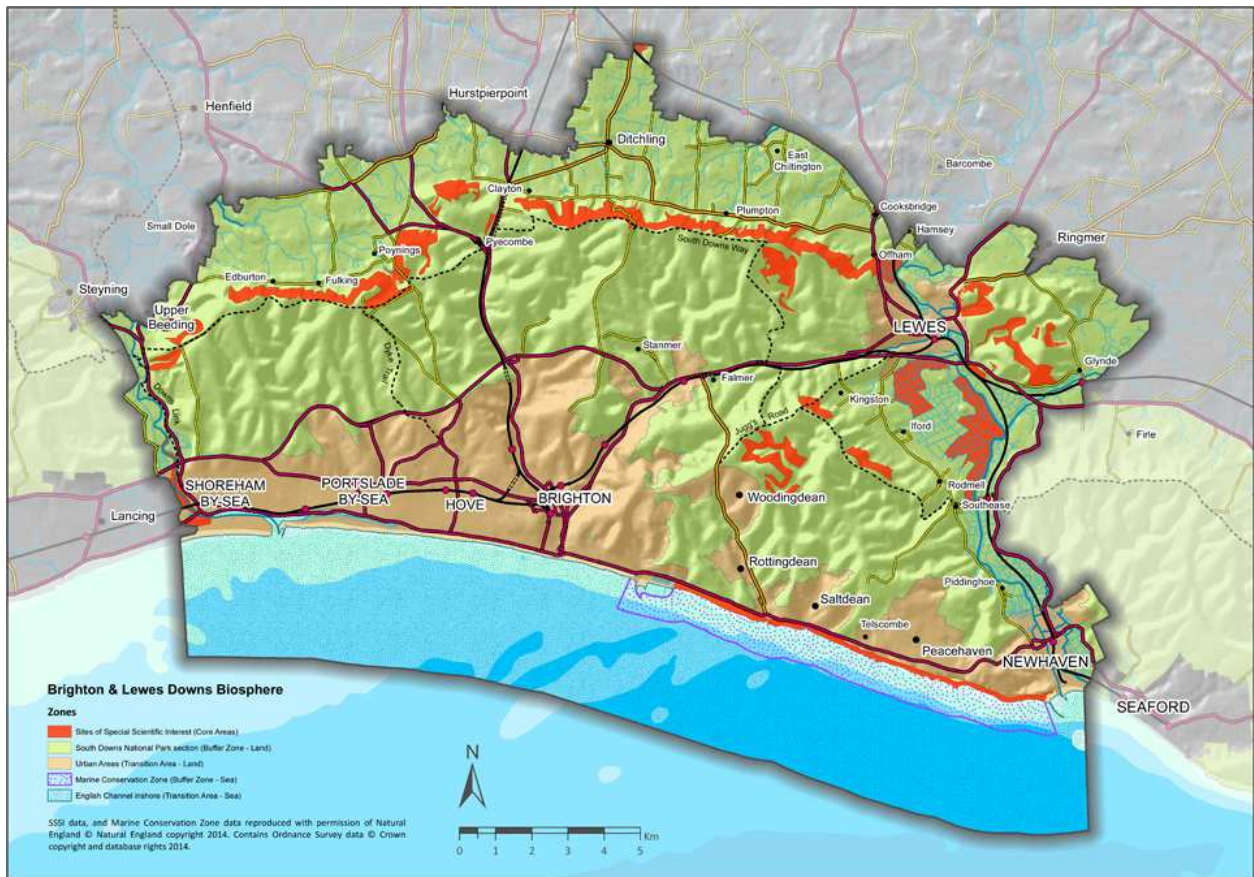 Hurstpierpoint
Henfield
Ditchling
East
Chiltington
Barcombe
Clayton
Cooksbridge
Plumpton
Small Dole
Hamsey
Ringmer
Pyecombe
South Downs Way
Poynings
Offham
Edburton
Fulking
Steyning
Upper
Beeding
LEWES
Stanmer
Dyke Trail
Glynde
Falmer
Downs Link
Kingston
Jugg's Road
Iford
Firle
SHOREHAM
BY-SEA
PORTSLADE
BY-SEA
Rodmell
HOVE
BRIGHTON
Woodingdean
Southease
Lancing
Rottingdean
Piddinghoe
Saltdean
Telscombe
Peacehaven
NEWHAVEN
SEAFORD
Brighton & Lewes Downs Biosphere
Zones
Sites of Special Scientific Interest (Core Areas)
South Downs National Park section (Buffer Zone - Land)
Urban Areas (Transition Area - Land)
Marine Conservation Zone (Buffer Zone - Sea)
English Channel inshore (Transition Area - Sea)
SSSI data, and Marine Conservation Zone data reproduced with permission of Natural
England © Natural England copyright 2014. Contains Ordnance Survey data © Crown
copyright and database rights 2014.
N
Km
0 1 2 3 4 5